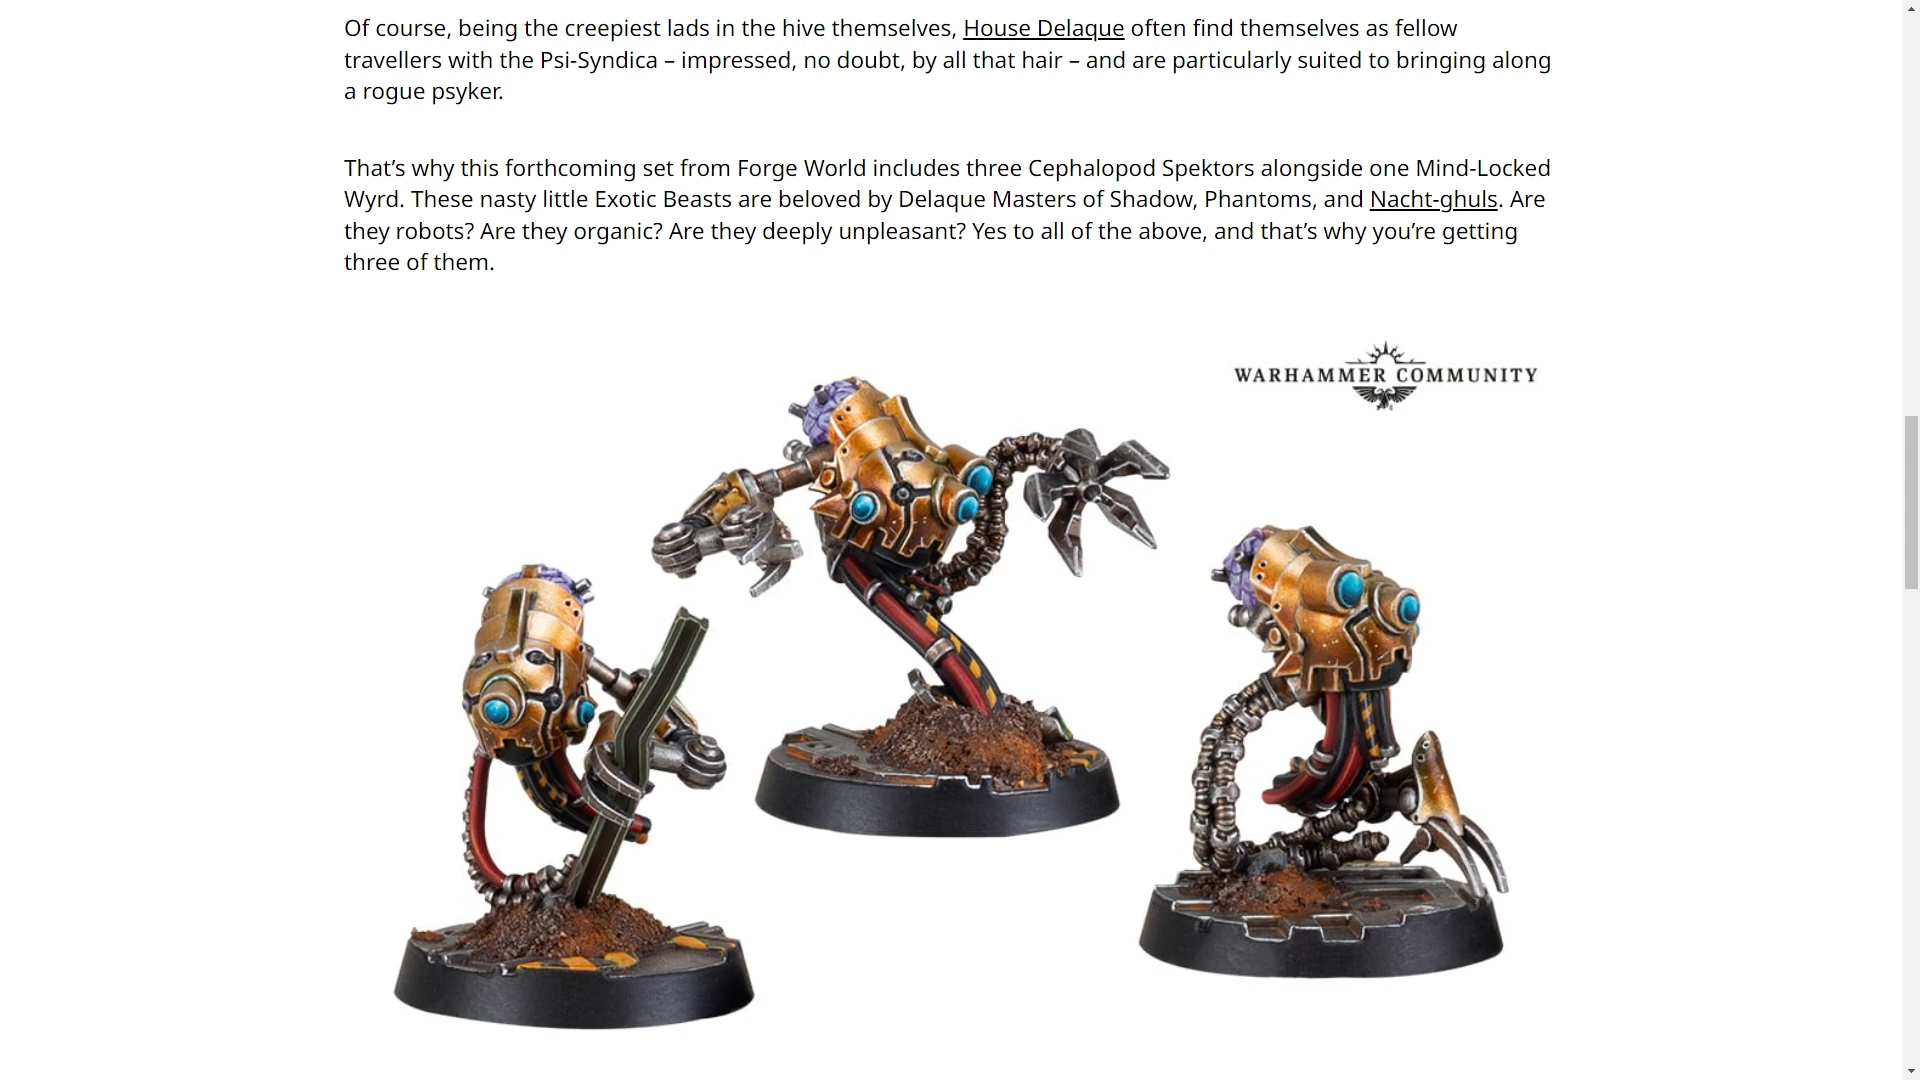 Of course, being the creepiest lads in the hive themselves, House Delaque often find themselves as fellow
travellers with the Psi-Syndica – impressed, no doubt, by all that hair – and are particularly suited to bringing along
a rogue psyker.
That’s why this forthcoming set from Forge World includes three Cephalopod Spektors alongside one Mind-Locked
Wyrd. These nasty little Exotic Beasts are beloved by Delaque Masters of Shadow, Phantoms, and Nacht-ghuls. Are
they robots? Are they organic? Are they deeply unpleasant? Yes to all of the above, and that’s why you’re getting
three of them.
WARHAMMER COMMUNITY